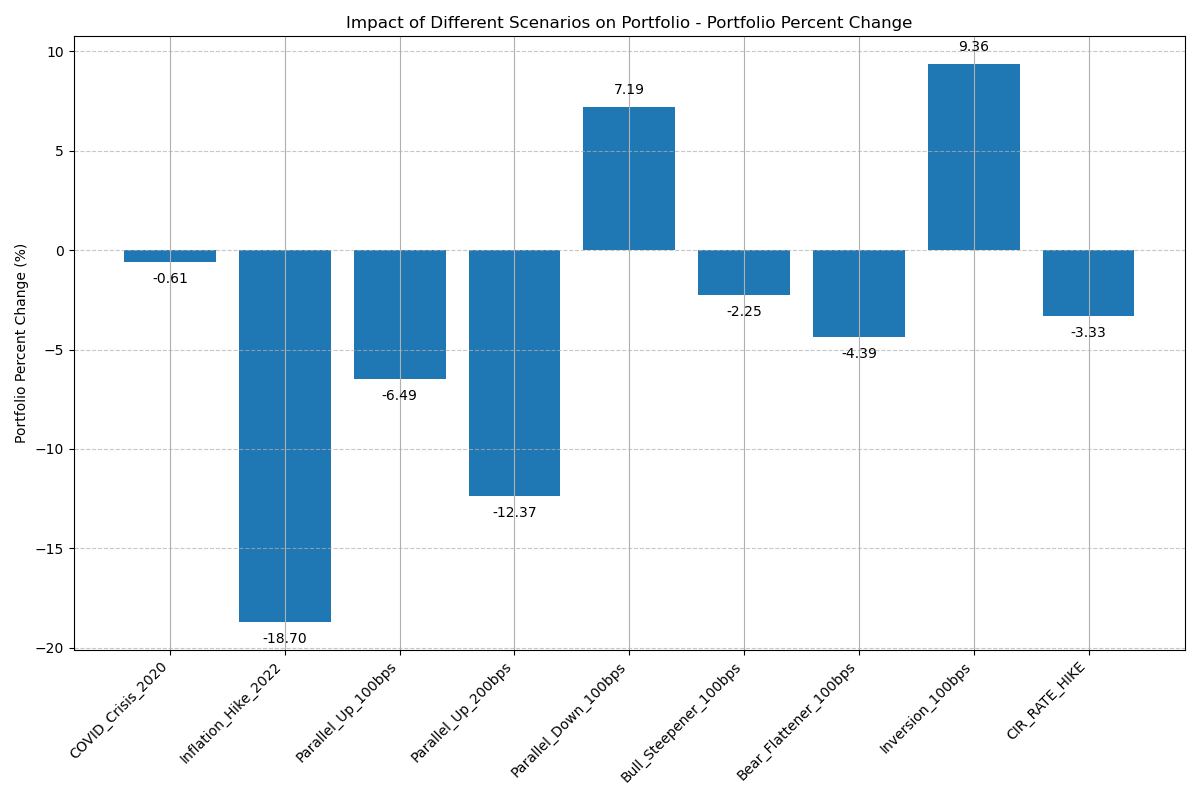 Impact of Different Scenarios on Portfolio - Portfolio Percent Change
Portfolio Percent Change (%)
10
5
0
−5
−10
−15
−20
-0.61
-18.70
-6.49
-12.37
7.19
-2.25
-4.39
9.36
-3.33
COVID_Crisis_2020
Inflation_Hike_2022
Parallel_Up_100bps
Parallel_Up_200bps
Parallel_Down_100bps
Bull_Steepener_100bps
Bear_Flattener_100bps
Inversion_100bps
CIR_RATE_HIKE